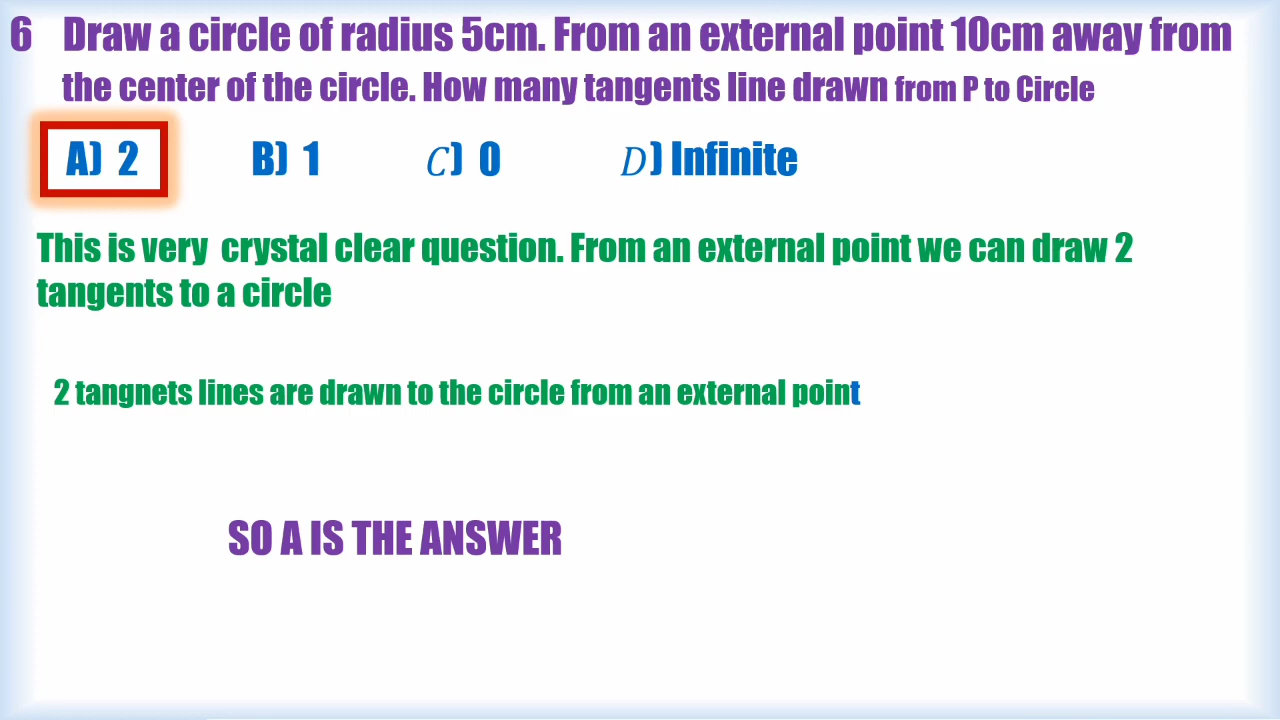 6 Draw a circle of radius 5cm. From an external point 10cm away from
the center of the circle. How many tangents line drawn from P to Circle
A) 2 B) 1 C) 0 D) Infinite
This is very crystal clear question. From an external point we can draw 2
tangents to a circle
2 tangnets lines are drawn to the circle from an external point
SO A IS THE ANSWER